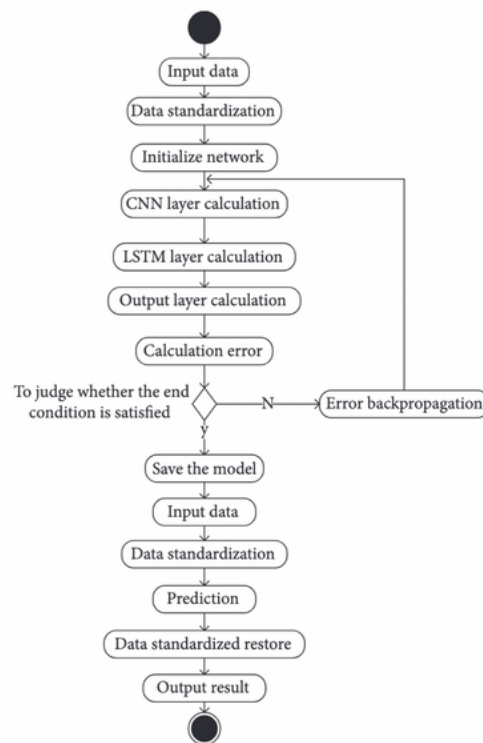 Input data
Data standardization
Initialize network
CNN layer calculation
LSTM layer calculation
Output layer calculation
Calculation error
To judge whether the end
condition is satisfied
N
Error backpropagation
y
Save the model
Input data
Data standardization
Prediction
Data standardized restore
Output result